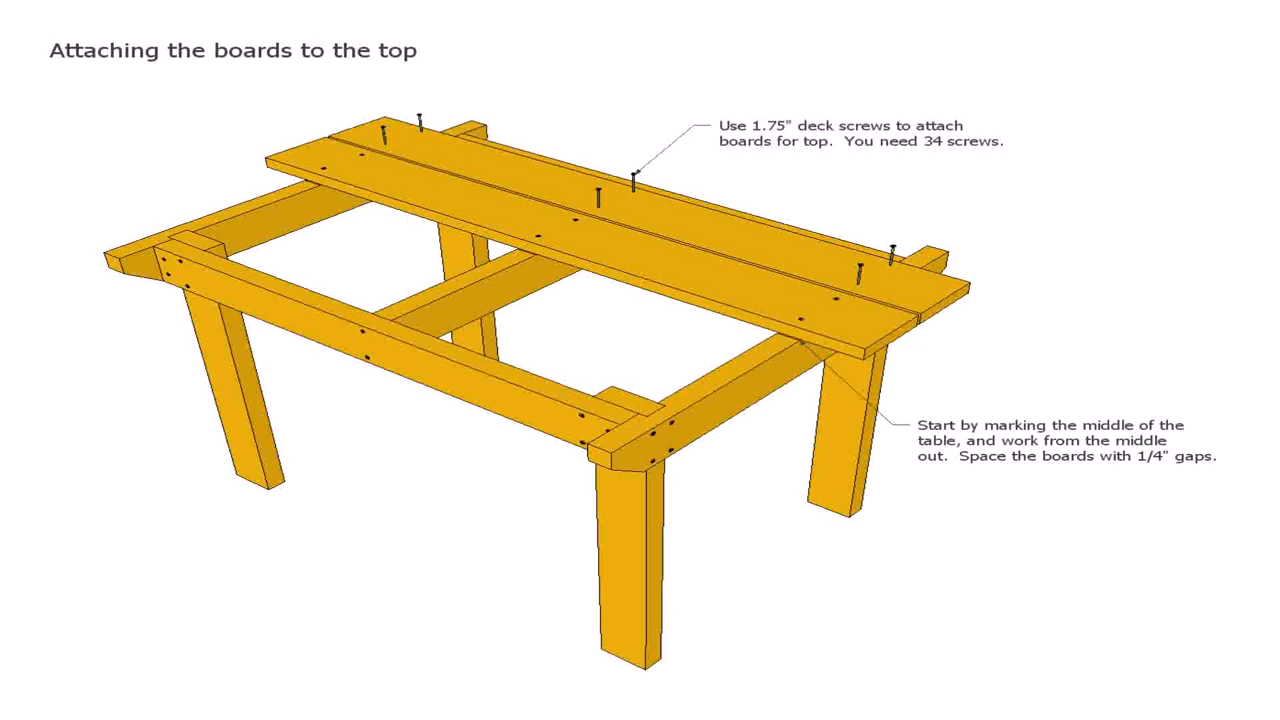 Attaching the boards to the top
Use 1.75" deck screws to attach
boards for top.  You need 34 screws.
Start by marking the middle of the
table, and work from the middle
out.  Space the boards with 1/4" gaps.